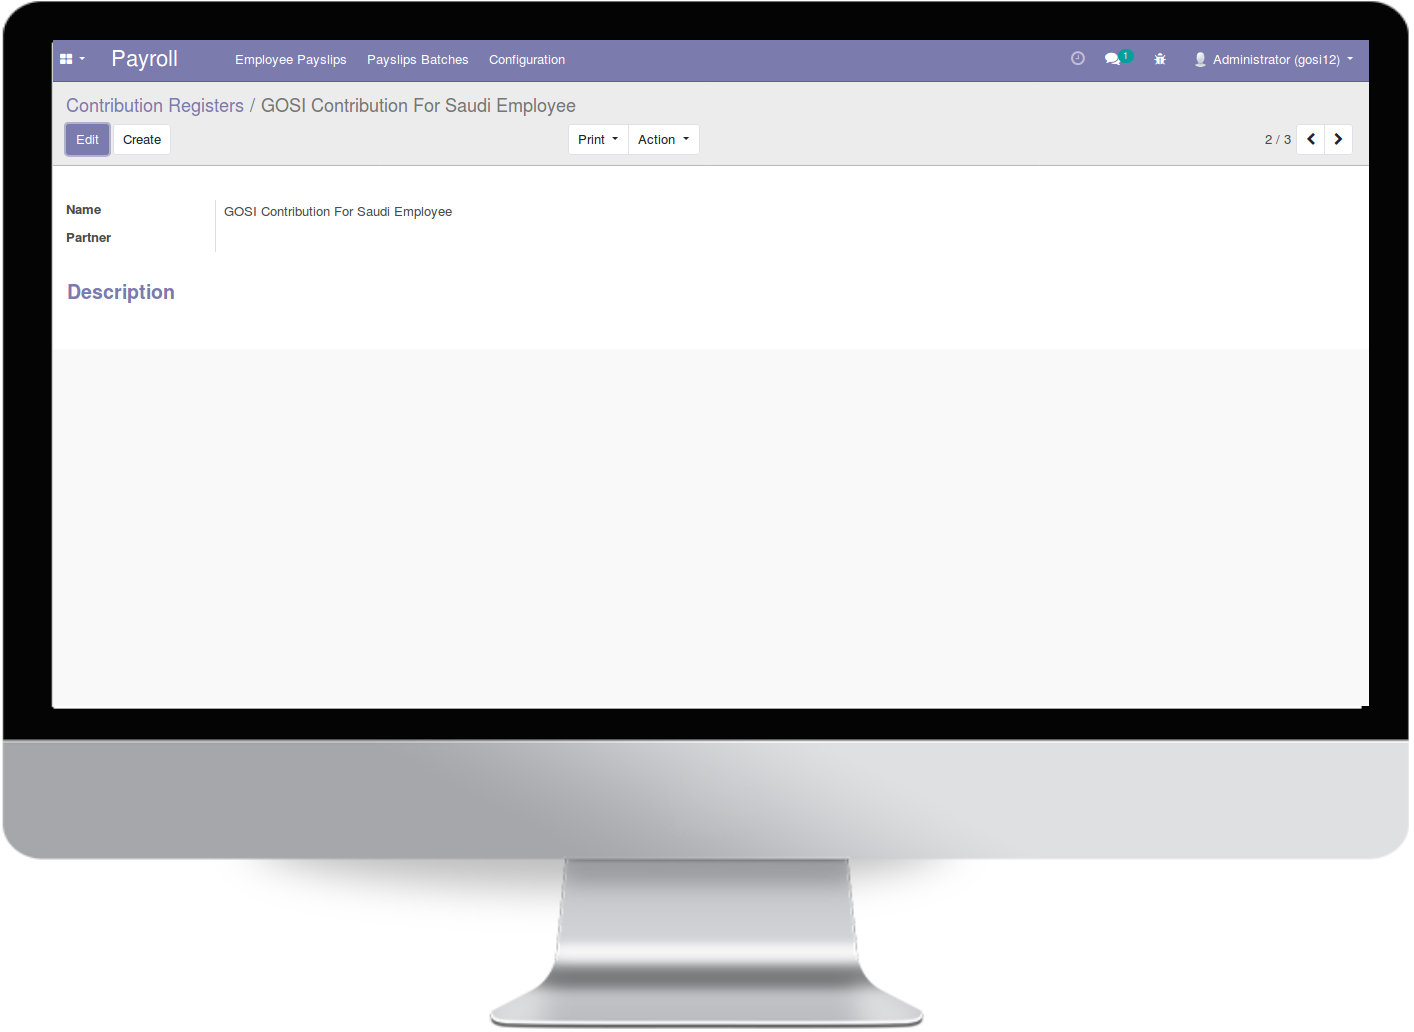 Payroll Employee Payslips Payslips Batches Configuration 1 Administrator (gosi12)
Contribution Registers / GOSI Contribution For Saudi Employee
Edit Create Print Action 2 / 3
Name GOSI Contribution For Saudi Employee
Partner
Description